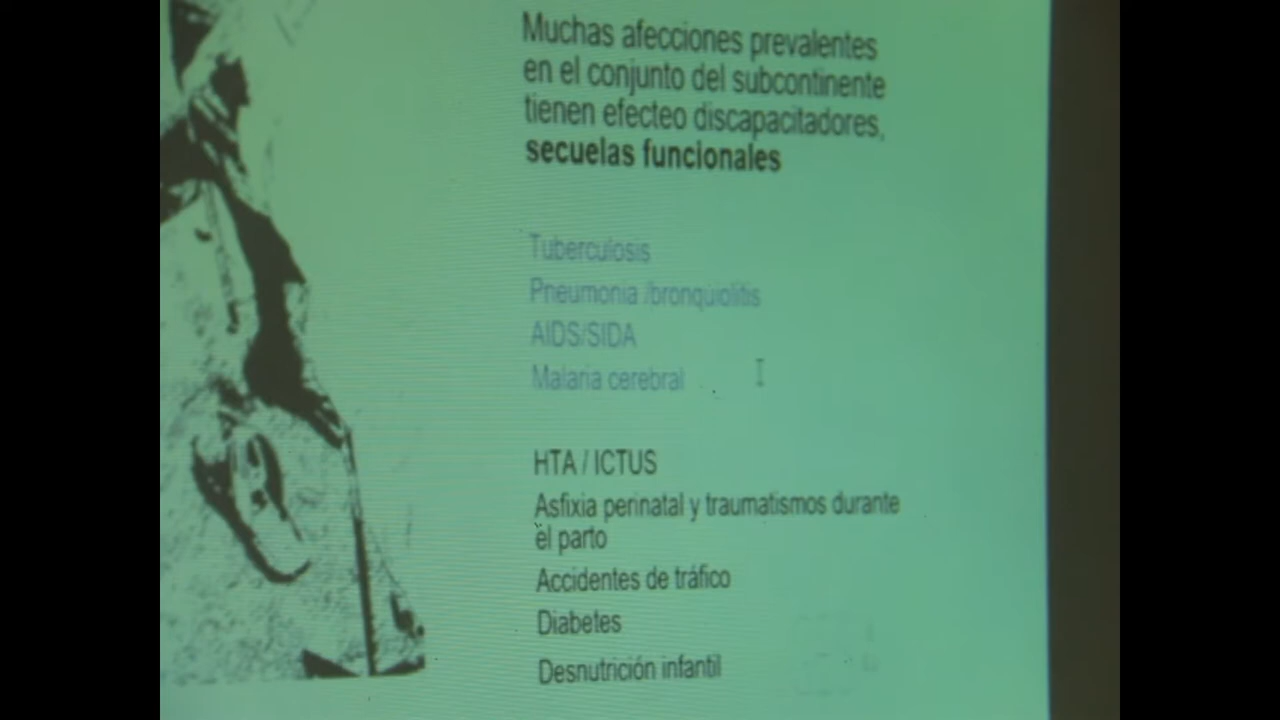 Muchas afecciones prevalentes
en el conjunto del subcontinente
tienen efecteo discapacitadores,
secuelas funcionales
Tuberculosis
Pneumonia /bronquiolitis
AIDS/SIDA
Malaria cerebral
HTA / ICTUS
Asfixia perinatal y traumatismos durante
el parto
Accidentes de tráfico
Diabetes
Desnutrición infantil